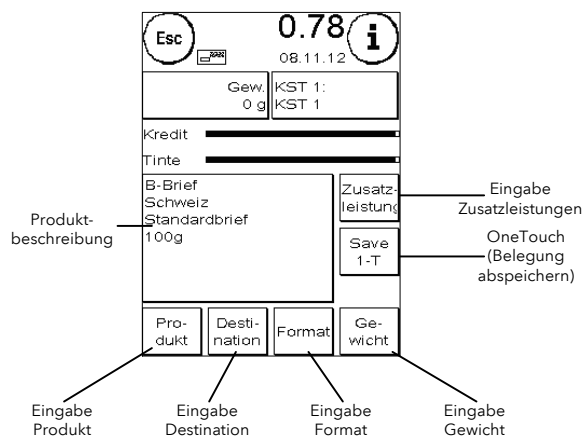 Esc
0.78
i
08.11.12
Gew.
0 g
KST 1:
KST 1
Kredit
Tinte
B-Brief
Schweiz
Standardbrief
100g
Zusatz-
leistung
Save
1-T
Produkt-
beschreibung
Eingabe
Zusatzleistungen
OneTouch
(Belegung
abspeichern)
Pro-
dukt
Desti-
nation
Format
Ge-
wicht
Eingabe
Produkt
Eingabe
Destination
Eingabe
Format
Eingabe
Gewicht